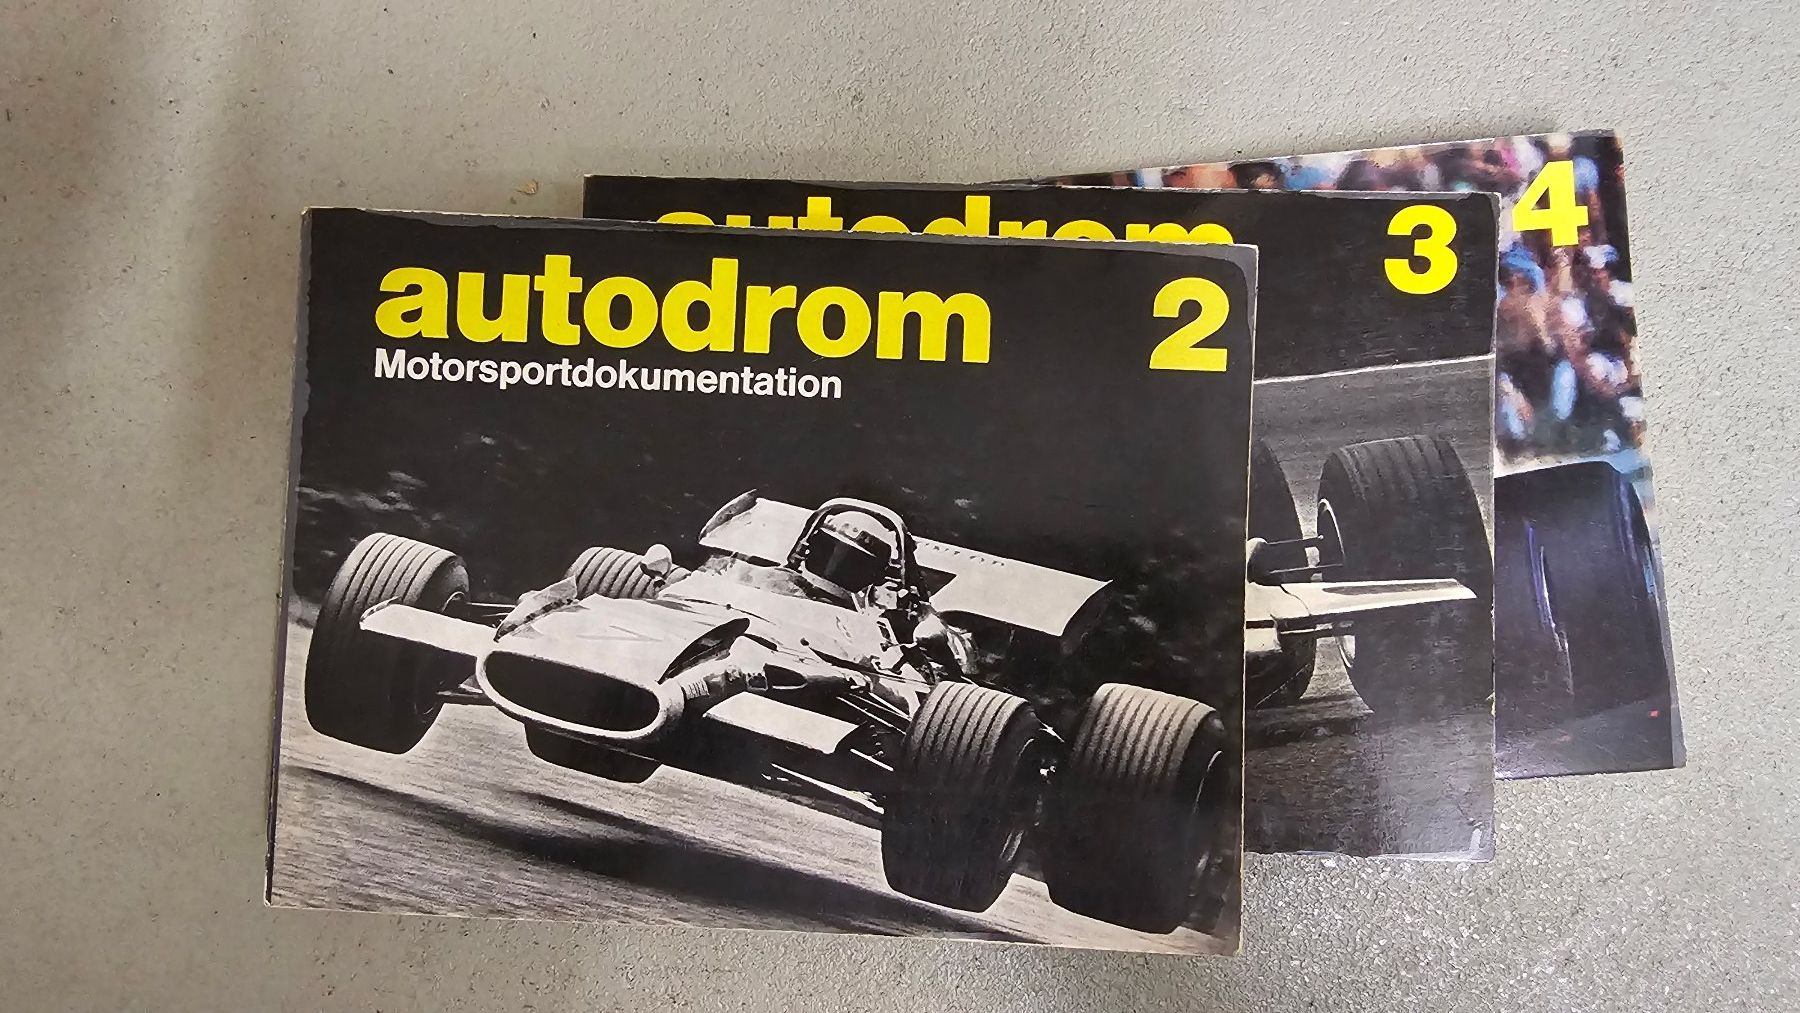 autodrom 2
Motorsportdokumentation
autodrom 3
4